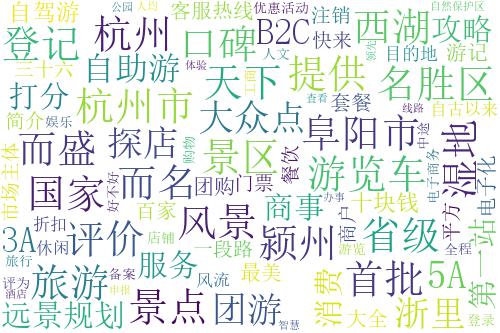 自驾游
公园
人均
客服热线
优惠活动
自然保护区
登记
杭州
口碑
B2C
注销
快来
西湖
攻略
三十六
自助游
天下
提供
体验
人文
目的地
游记
领先
打分
杭州市
大众点
查看
套餐
名胜区
线路
自古以来
简介
娱乐
探店
景区
阜阳市
湿地
中途
市场主体
而盛
购物
餐饮
游览车
电子商务
电子化
国家
而名
好不好
团购
门票
百家
风景
商事
十块钱
平方
第一站
3A
评价
折扣
店铺
颍州
商户
办事
省级
休闲
一段路
游览
全程
旅行
旅游
备案
服务
风流
最美
消费
首批
5A
评为
酒店
申报
远景规划
景点
团游
智慧
大全
浙里
登录